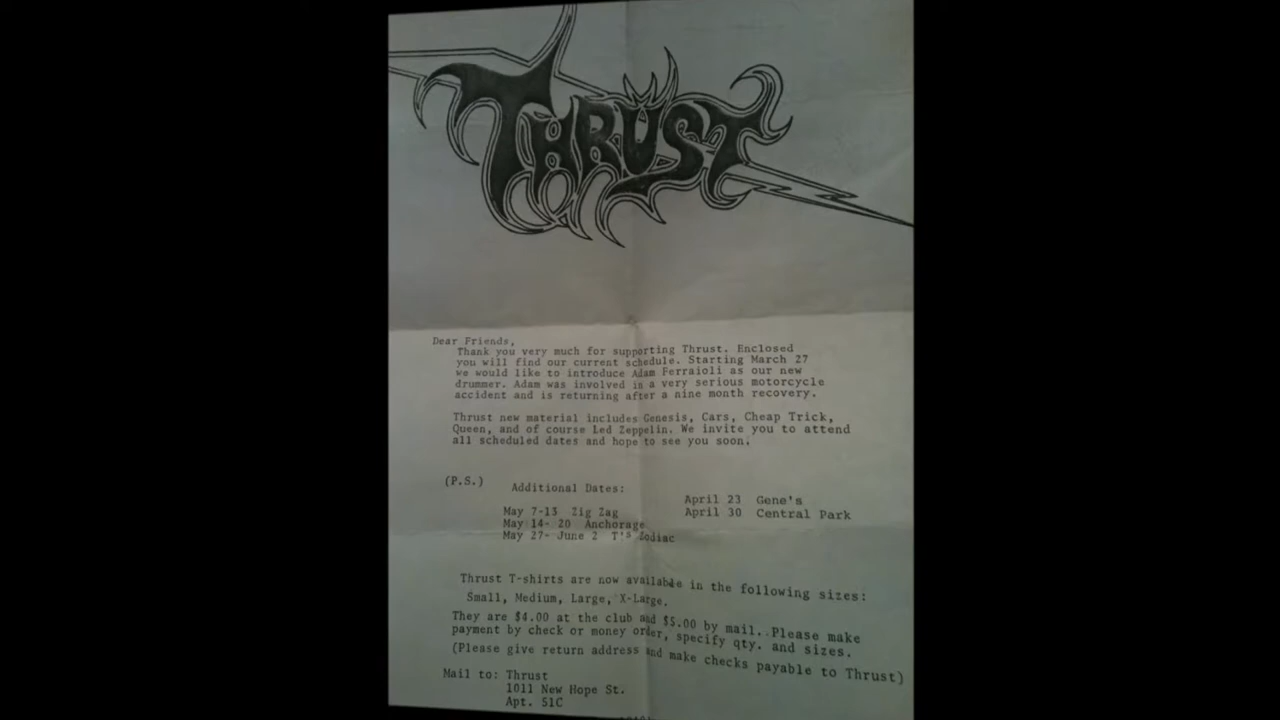 THRUST
Dear Friends,
Thank you very much for supporting Thrust. Enclosed
you will find our current schedule. Starting March 27
we would like to introduce Adam Ferraioli as our new
drummer. Adam was involved in a very serious motorcycle
accident and is returning after a nine month recovery.
Thrust new material includes Genesis, Cars, Cheap Trick,
Queen, and of course Led Zeppelin. We invite you to attend
all scheduled dates and hope to see you soon.
(P.S.) Additional Dates:
April 23 Gene's
April 30 Central Park
May 7-13 Zig Zag
May 14- 20 Anchorage
May 27- June 2 T's Zodiac
Thrust T-shirts are now available in the following sizes:
Small, Medium, Large, X-Large.
They are $4.00 at the club and $5.00 by mail. Please make
payment by check or money order, specify qty. and sizes.
(Please give return address and make checks payable to Thrust)
Mail to: Thrust
1011 New Hope St.
Apt. 51C